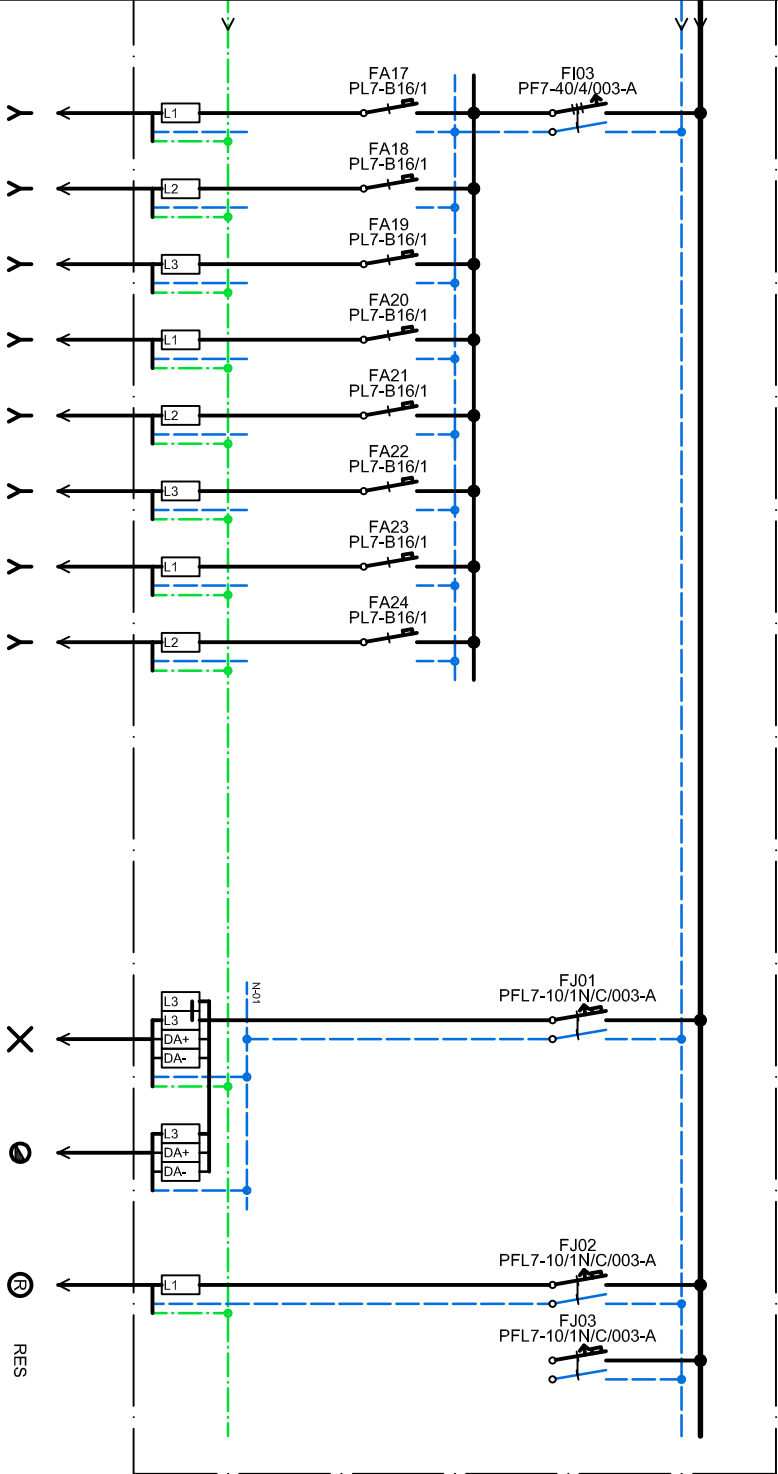 FA17
PL7-B16/1
FI03
PF7-40/4/003-A
L1
FA18
PL7-B16/1
L2
FA19
PL7-B16/1
L3
FA20
PL7-B16/1
L1
FA21
PL7-B16/1
L2
FA22
PL7-B16/1
L3
FA23
PL7-B16/1
L1
FA24
PL7-B16/1
L2
N-01
FJ01
PFL7-10/1N/C/003-A
L3
L3
DA+
DA-
L3
DA+
DA-
FJ02
PFL7-10/1N/C/003-A
R
L1
FJ03
PFL7-10/1N/C/003-A
RES